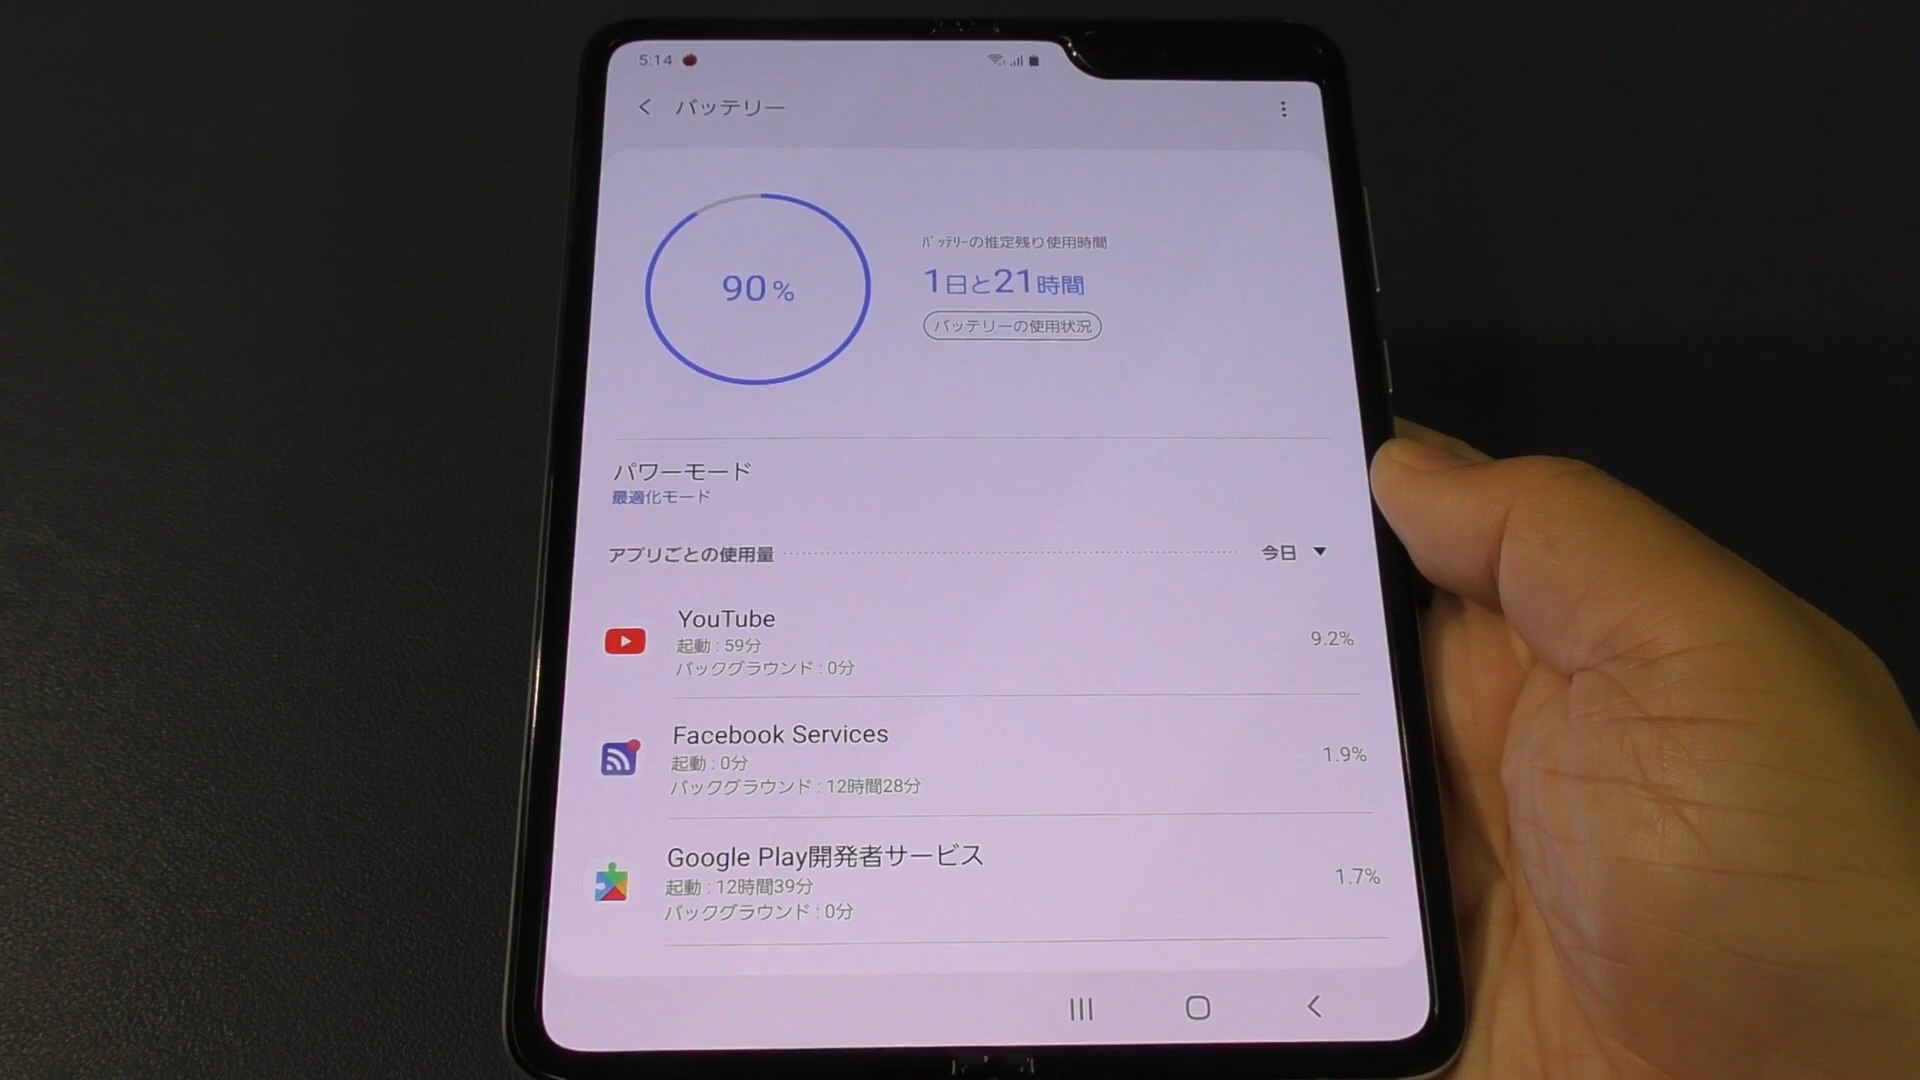 5:14
バッテリー
90%
バッテリーの推定残り使用時間
1日と21時間
バッテリーの使用状況
パワーモード
最適化モード
アプリごとの使用量
今日
YouTube
起動 : 59分
バックグラウンド : 0分
9.2%
Facebook Services
起動 : 0分
バックグラウンド : 12時間28分
1.9%
Google Play開発者サービス
起動 : 12時間39分
バックグラウンド : 0分
1.7%